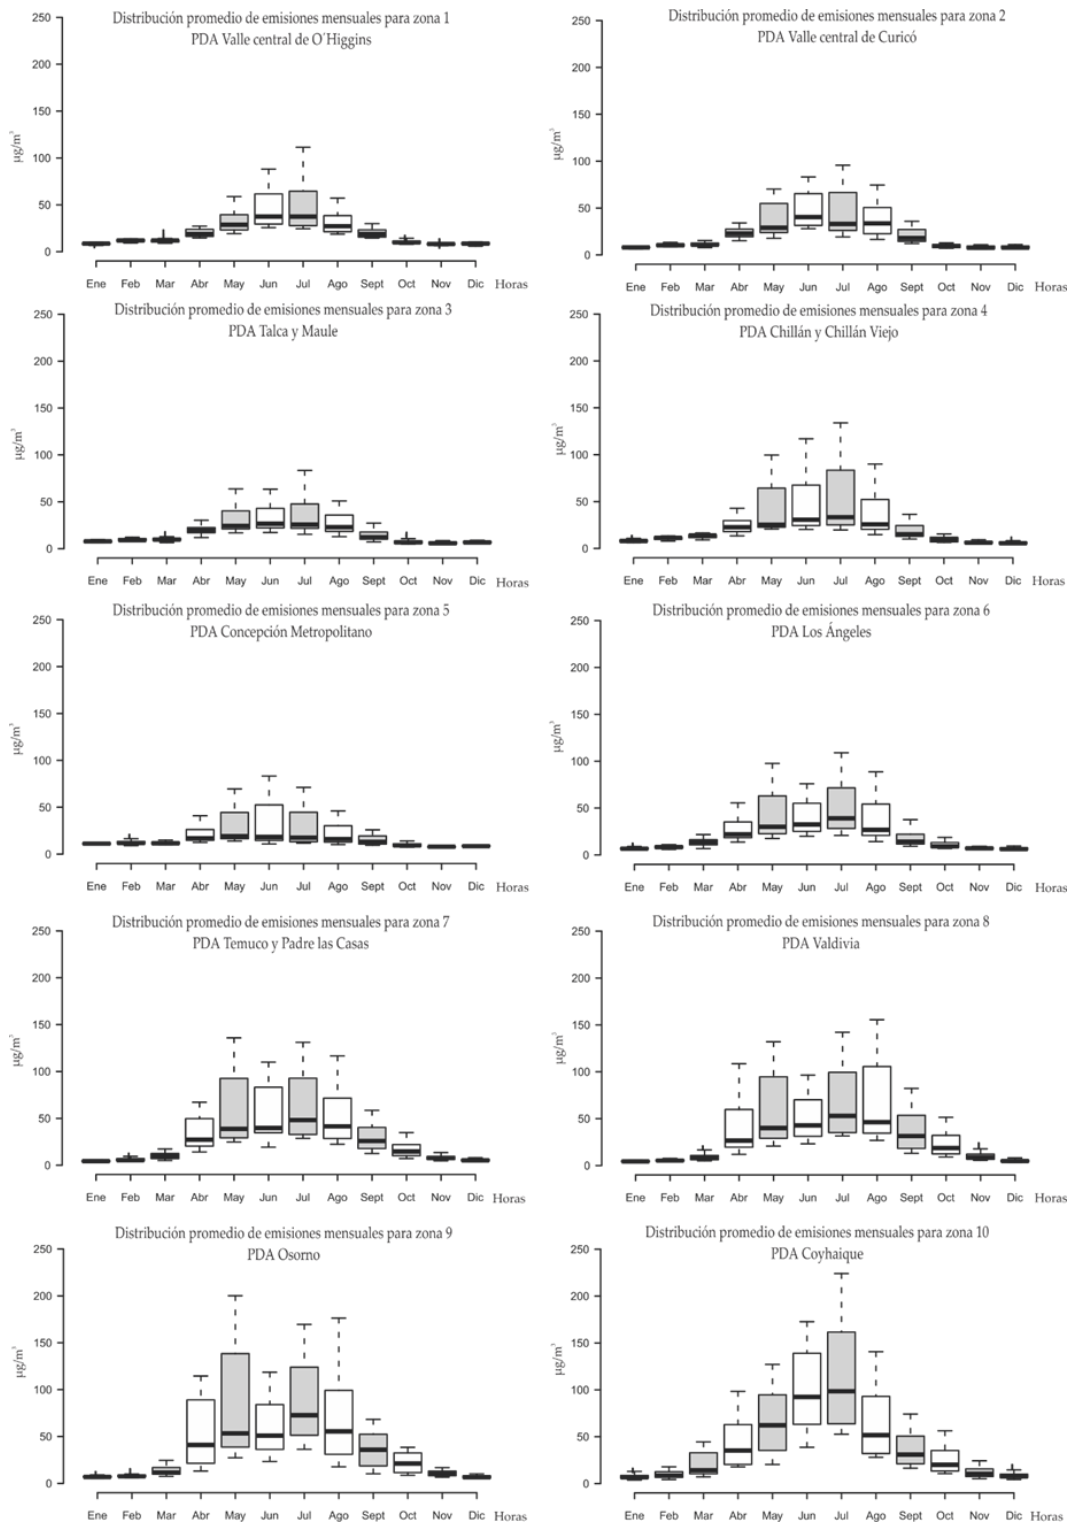 Distribución promedio de emisiones mensuales para zona 1
PDA Valle central de O´Higgins
250
200
150
100
50
0
µg/m³
Ene Feb Mar Abr May Jun Jul Ago Sept Oct Nov Dic Horas
Distribución promedio de emisiones mensuales para zona 2
PDA Valle central de Curicó
250
200
150
100
50
0
µg/m³
Ene Feb Mar Abr May Jun Jul Ago Sept Oct Nov Dic Horas
Distribución promedio de emisiones mensuales para zona 3
PDA Talca y Maule
250
200
150
100
50
0
µg/m³
Ene Feb Mar Abr May Jun Jul Ago Sept Oct Nov Dic Horas
Distribución promedio de emisiones mensuales para zona 4
PDA Chillán y Chillán Viejo
250
200
150
100
50
0
µg/m³
Ene Feb Mar Abr May Jun Jul Ago Sept Oct Nov Dic Horas
Distribución promedio de emisiones mensuales para zona 5
PDA Concepción Metropolitano
250
200
150
100
50
0
µg/m³
Ene Feb Mar Abr May Jun Jul Ago Sept Oct Nov Dic Horas
Distribución promedio de emisiones mensuales para zona 6
PDA Los Ángeles
250
200
150
100
50
0
µg/m³
Ene Feb Mar Abr May Jun Jul Ago Sept Oct Nov Dic Horas
Distribución promedio de emisiones mensuales para zona 7
PDA Temuco y Padre las Casas
250
200
150
100
50
0
µg/m³
Ene Feb Mar Abr May Jun Jul Ago Sept Oct Nov Dic Horas
Distribución promedio de emisiones mensuales para zona 8
PDA Valdivia
250
200
150
100
50
0
µg/m³
Ene Feb Mar Abr May Jun Jul Ago Sept Oct Nov Dic Horas
Distribución promedio de emisiones mensuales para zona 9
PDA Osorno
250
200
150
100
50
0
µg/m³
Ene Feb Mar Abr May Jun Jul Ago Sept Oct Nov Dic Horas
Distribución promedio de emisiones mensuales para zona 10
PDA Coyhaique
250
200
150
100
50
0
µg/m³
Ene Feb Mar Abr May Jun Jul Ago Sept Oct Nov Dic Horas